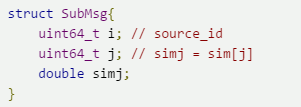 struct SubMsg{
    uint64_t i; // source_id
    uint64_t j; // simj = sim[j]
    double simj;
}